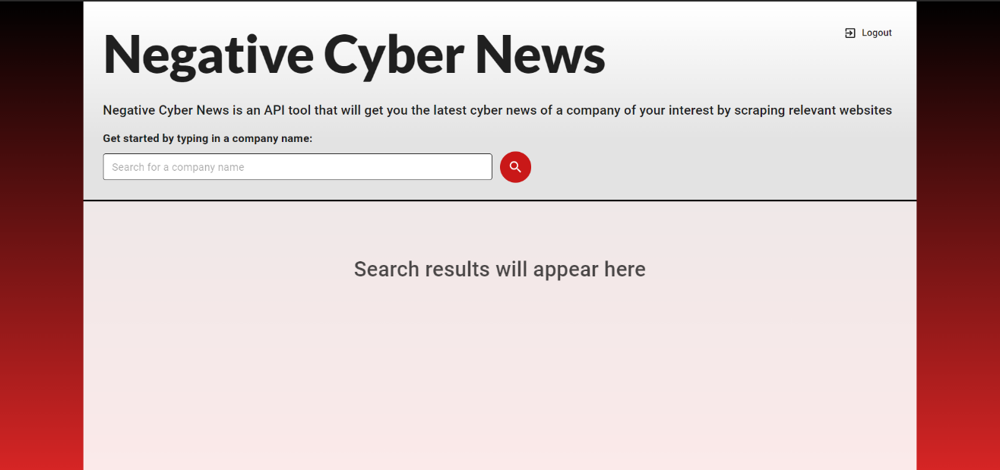 Negative Cyber News
Logout
Negative Cyber News is an API tool that will get you the latest cyber news of a company of your interest by scraping relevant websites
Get started by typing in a company name:
Search for a company name
Search results will appear here